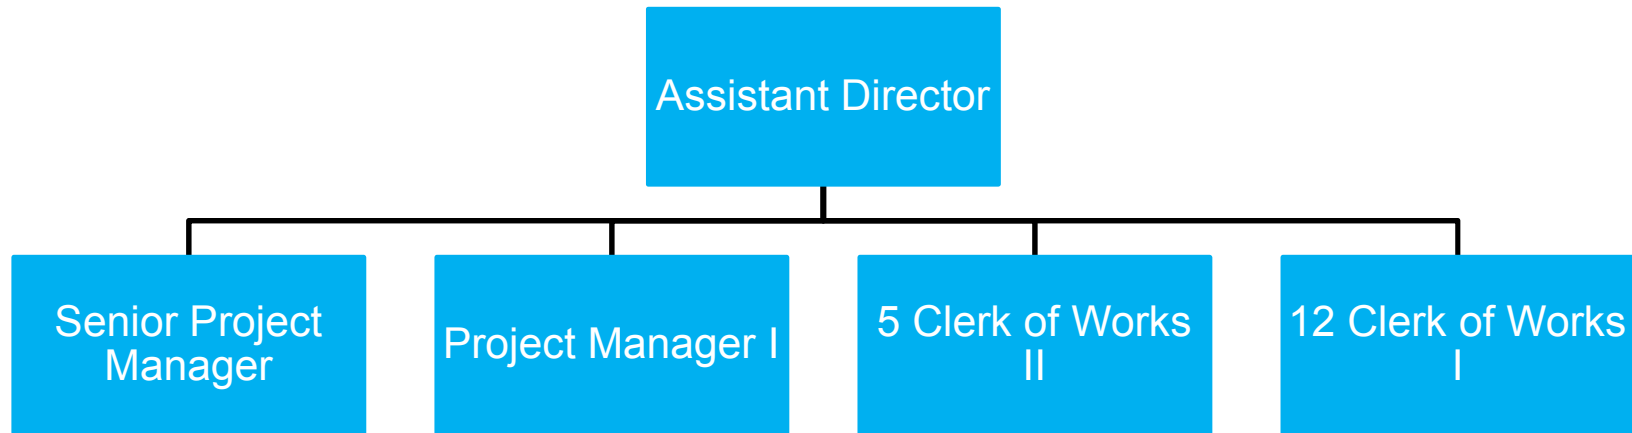 Assistant Director
Senior Project
Manager
Project Manager I
5 Clerk of Works
II
12 Clerk of Works
I